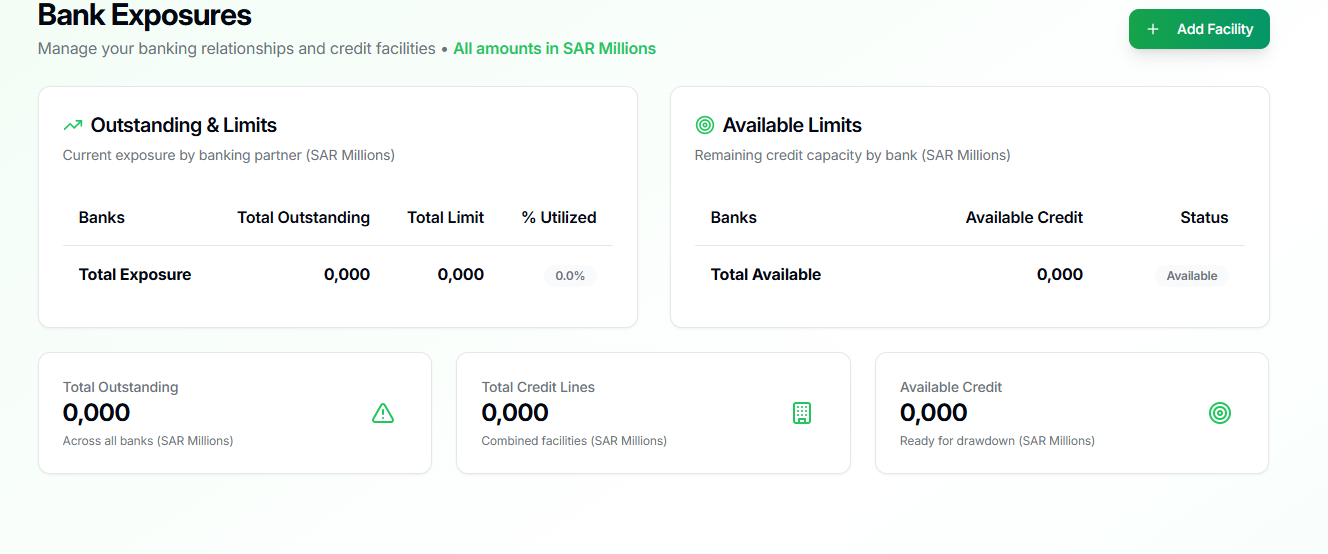 Bank Exposures
Manage your banking relationships and credit facilities • All amounts in SAR Millions
+ Add Facility
Outstanding & Limits
Current exposure by banking partner (SAR Millions)
Banks Total Outstanding Total Limit % Utilized
Total Exposure 0,000 0,000 0.0%
Available Limits
Remaining credit capacity by bank (SAR Millions)
Banks Available Credit Status
Total Available 0,000 Available
Total Outstanding
0,000
Across all banks (SAR Millions)
Total Credit Lines
0,000
Combined facilities (SAR Millions)
Available Credit
0,000
Ready for drawdown (SAR Millions)